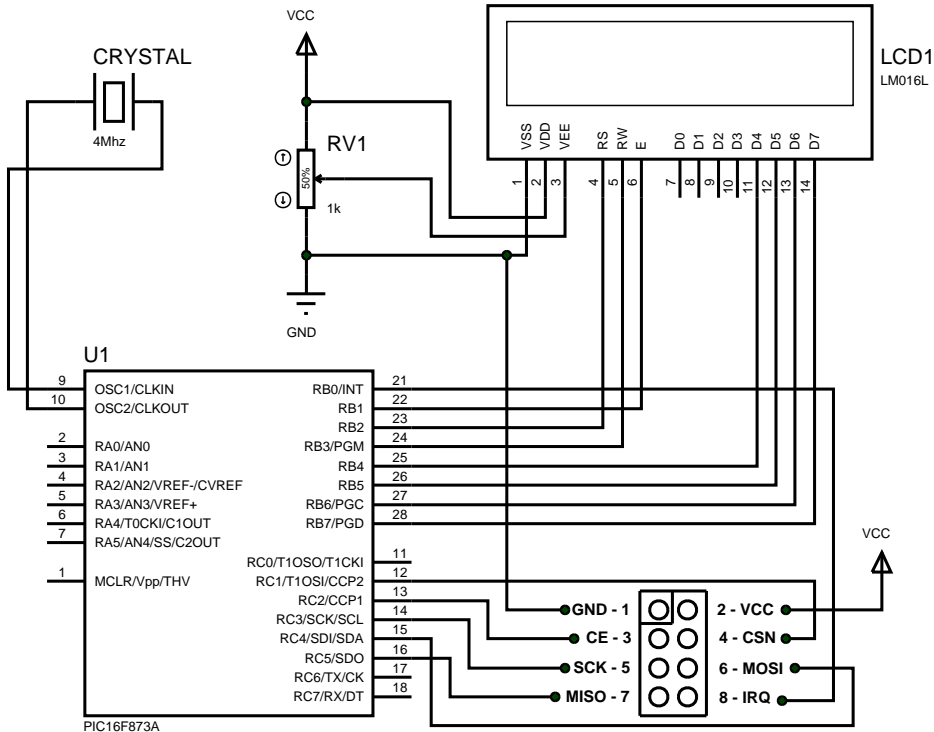 VCC
CRYSTAL
4Mhz
RV1
50%
1k
GND
LCD1
LM016L
VSS
VDD
VEE
RS
RW
E
D0
D1
D2
D3
D4
D5
D6
D7
1
2
3
4
5
6
7
8
9
10
11
12
13
14
U1
9 OSC1/CLKIN
10 OSC2/CLKOUT
2 RA0/AN0
3 RA1/AN1
4 RA2/AN2/VREF-/CVREF
5 RA3/AN3/VREF+
6 RA4/T0CKI/C1OUT
7 RA5/AN4/SS/C2OUT
1 MCLR/Vpp/THV
RB0/INT 21
RB1 22
RB2 23
RB3/PGM 24
RB4 25
RB5 26
RB6/PGC 27
RB7/PGD 28
RC0/T1OSO/T1CKI 11
RC1/T1OSI/CCP2 12
RC2/CCP1 13
RC3/SCK/SCL 14
RC4/SDI/SDA 15
RC5/SDO 16
RC6/TX/CK 17
RC7/RX/DT 18
PIC16F873A
VCC
GND - 1 2 - VCC
CE - 3 4 - CSN
SCK - 5 6 - MOSI
MISO - 7 8 - IRQ